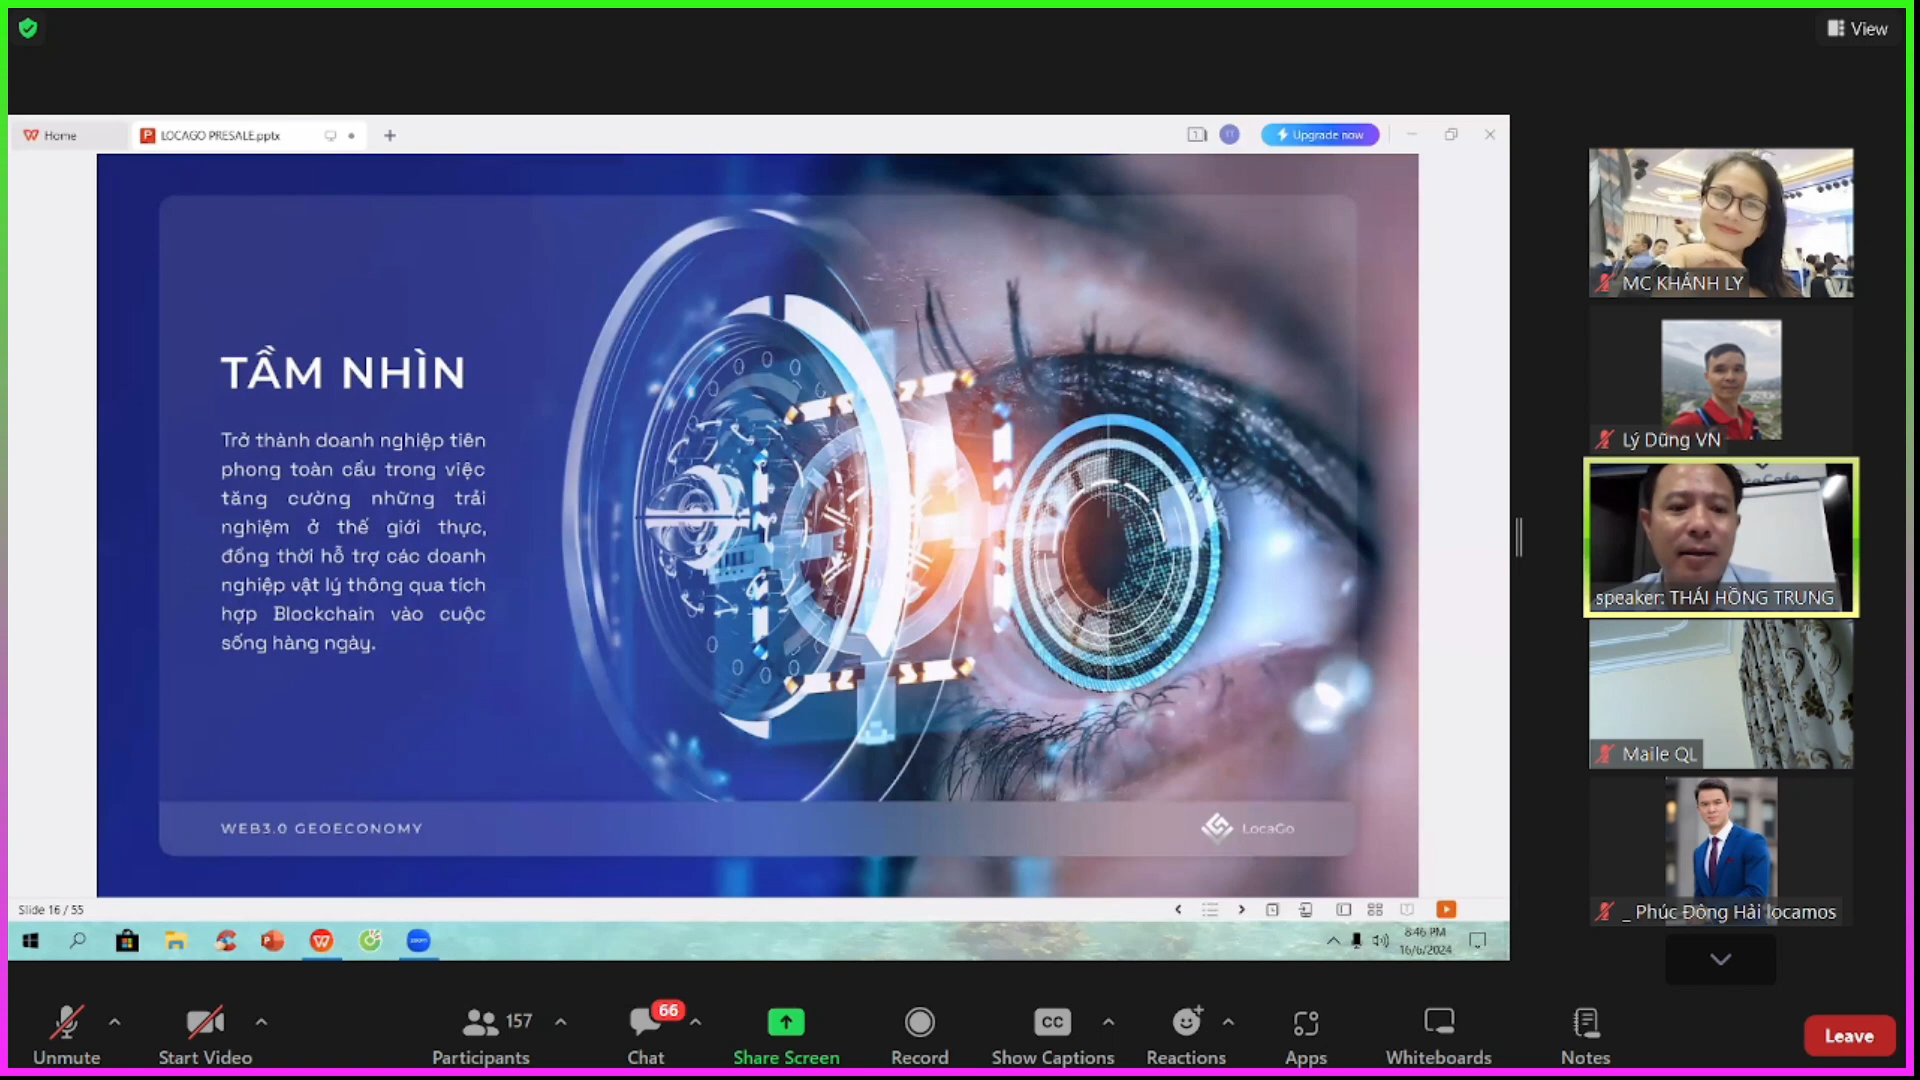 View
Home
LOCAGO PRESALE.pptx
Upgrade now
TẦM NHÌN
Trở thành doanh nghiệp tiên
phong toàn cầu trong việc
tăng cường những trải
nghiệm ở thế giới thực,
đồng thời hỗ trợ các doanh
nghiệp vật lý thông qua tích
hợp Blockchain vào cuộc
sống hàng ngày.
WEB3.0 GEOECONOMY
LocaGo
Slide 16 / 55
8:46 PM
16/6/2024
MC KHÁNH LY
Lý Dũng VN
speaker: THÁI HỒNG TRUNG
Maile QL
_ Phúc Đông Hải locamos
Unmute
Start Video
157
Participants
66
Chat
Share Screen
Record
CC
Show Captions
Reactions
Apps
Whiteboards
Notes
Leave